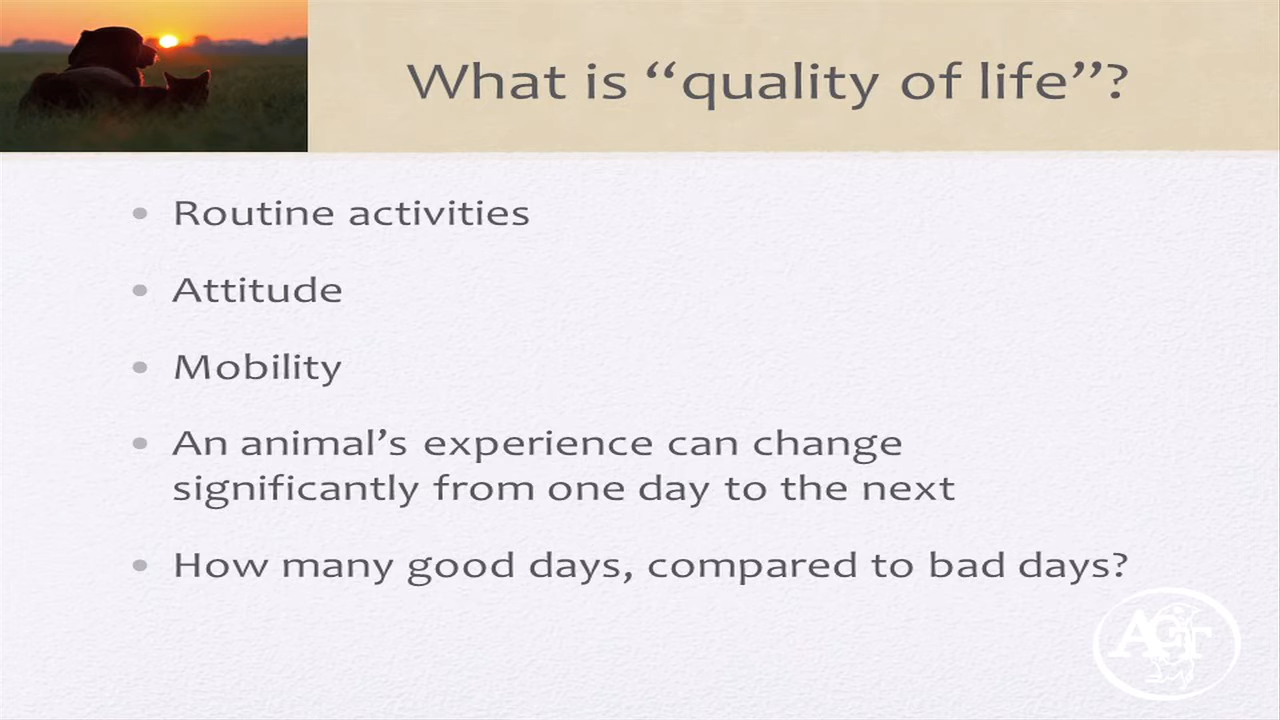 What is “quality of life”?
• Routine activities
• Attitude
• Mobility
• An animal’s experience can change
significantly from one day to the next
• How many good days, compared to bad days?
AGT